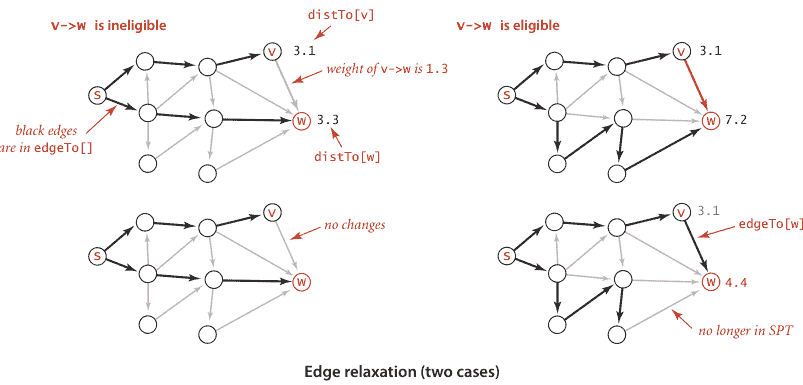 v->w is ineligible
distTo[v]
v
3.1
weight of v->w is 1.3
s
black edges
are in edgeTo[]
w
3.3
distTo[w]
v->w is eligible
v
3.1
s
w
7.2
v
no changes
s
w
v
3.1
edgeTo[w]
s
w
4.4
no longer in SPT
Edge relaxation (two cases)